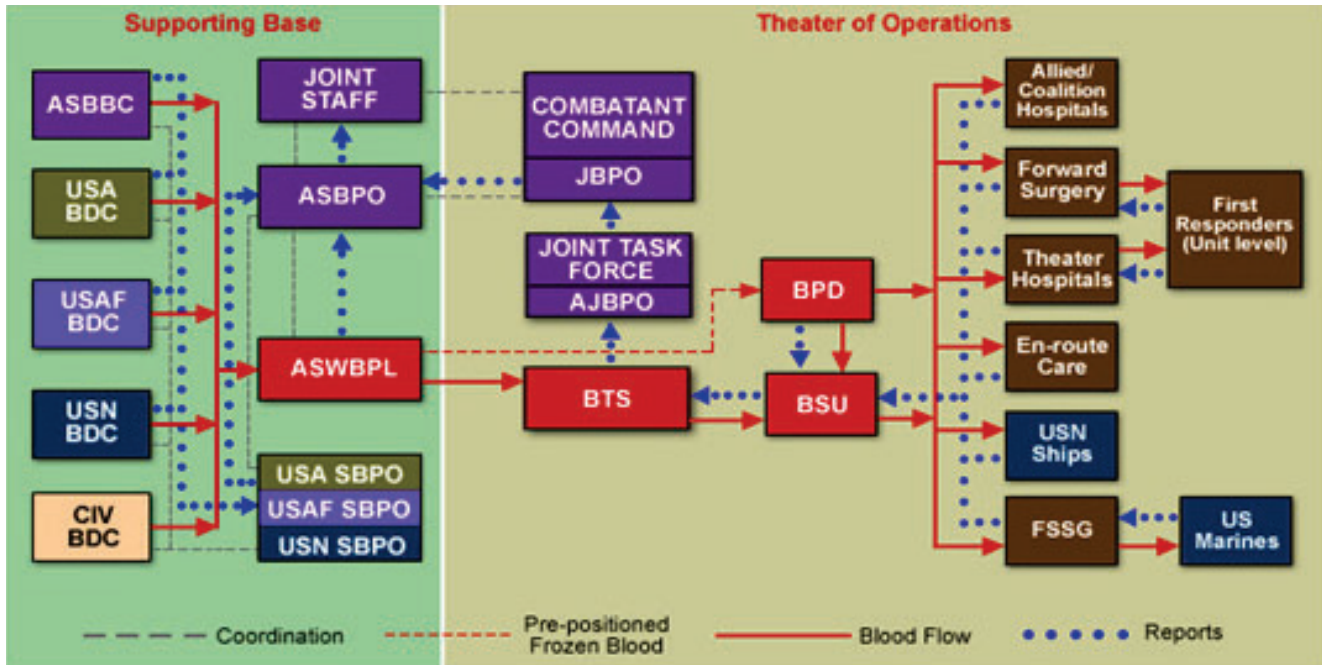 Supporting Base
Theater of Operations
ASBBC
USA
BDC
USAF
BDC
USN
BDC
CIV
BDC
JOINT
STAFF
ASBPO
ASWBPL
USA SBPO
USAF SBPO
USN SBPO
COMBATANT
COMMAND
JBPO
JOINT TASK
FORCE
AJBPO
BTS
BPD
BSU
Allied/
Coalition
Hospitals
Forward
Surgery
Theater
Hospitals
En-route
Care
USN
Ships
FSSG
First
Responders
(Unit level)
US
Marines
Coordination
Pre-positioned
Frozen Blood
Blood Flow
Reports